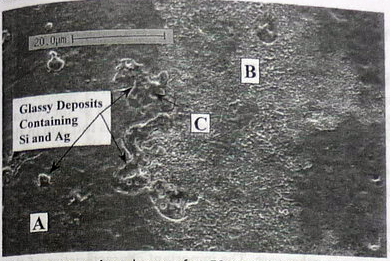 20.0µm
B
Glassy Deposits
Containing
Si and Ag
C
A